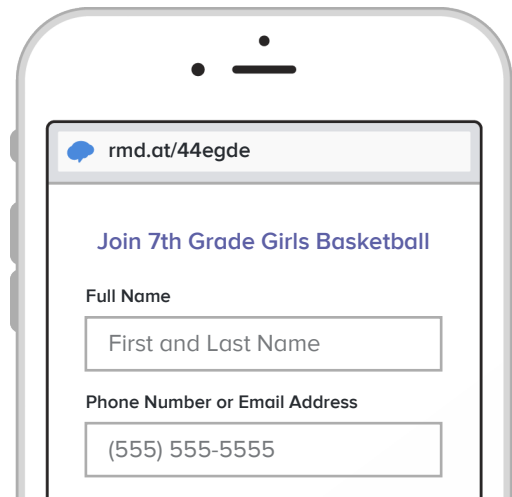 rmd.at/44egde
Join 7th Grade Girls Basketball
Full Name
First and Last Name
Phone Number or Email Address
(555) 555-5555